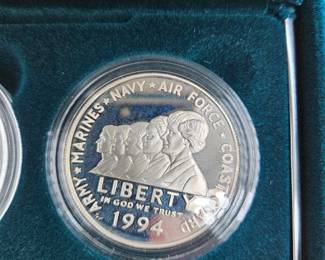 ARMY ★ MARINES ★ NAVY ★ AIR FORCE ★ COAST GUARD
LIBERTY
IN GOD WE TRUST
1994